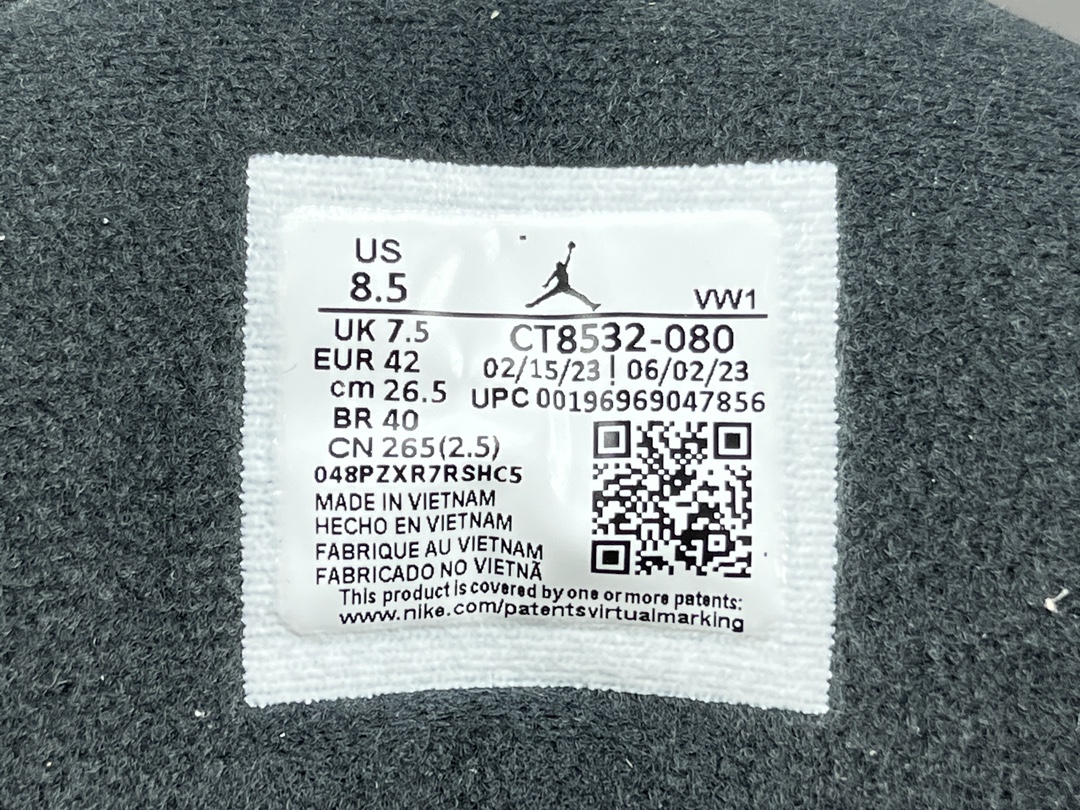 US
8.5
VW1
UK 7.5
EUR 42
cm 26.5
BR 40
CN 265(2.5)
CT8532-080
02/15/23 | 06/02/23
UPC 00196969047856
048PZXR7RSHC5
MADE IN VIETNAM
HECHO EN VIETNAM
FABRIQUE AU VIETNAM
FABRICADO NO VIETNÃ
This product is covered by one or more patents:
www.nike.com/patentsvirtualmarking